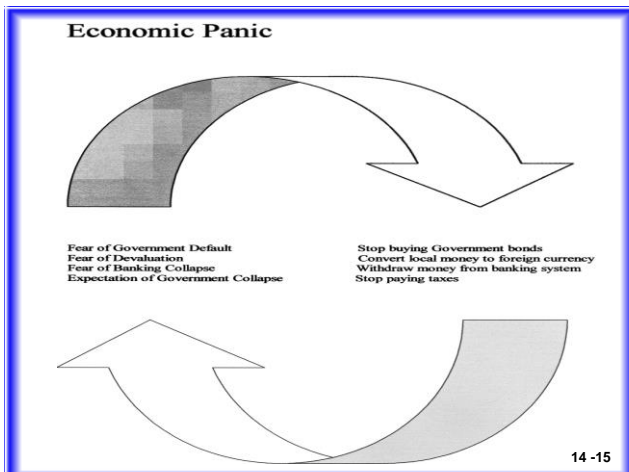 Economic Panic
Fear of Government Default
Fear of Devaluation
Fear of Banking Collapse
Expectation of Government Collapse
Stop buying Government bonds
Convert local money to foreign currency
Withdraw money from banking system
Stop paying taxes
14 -15